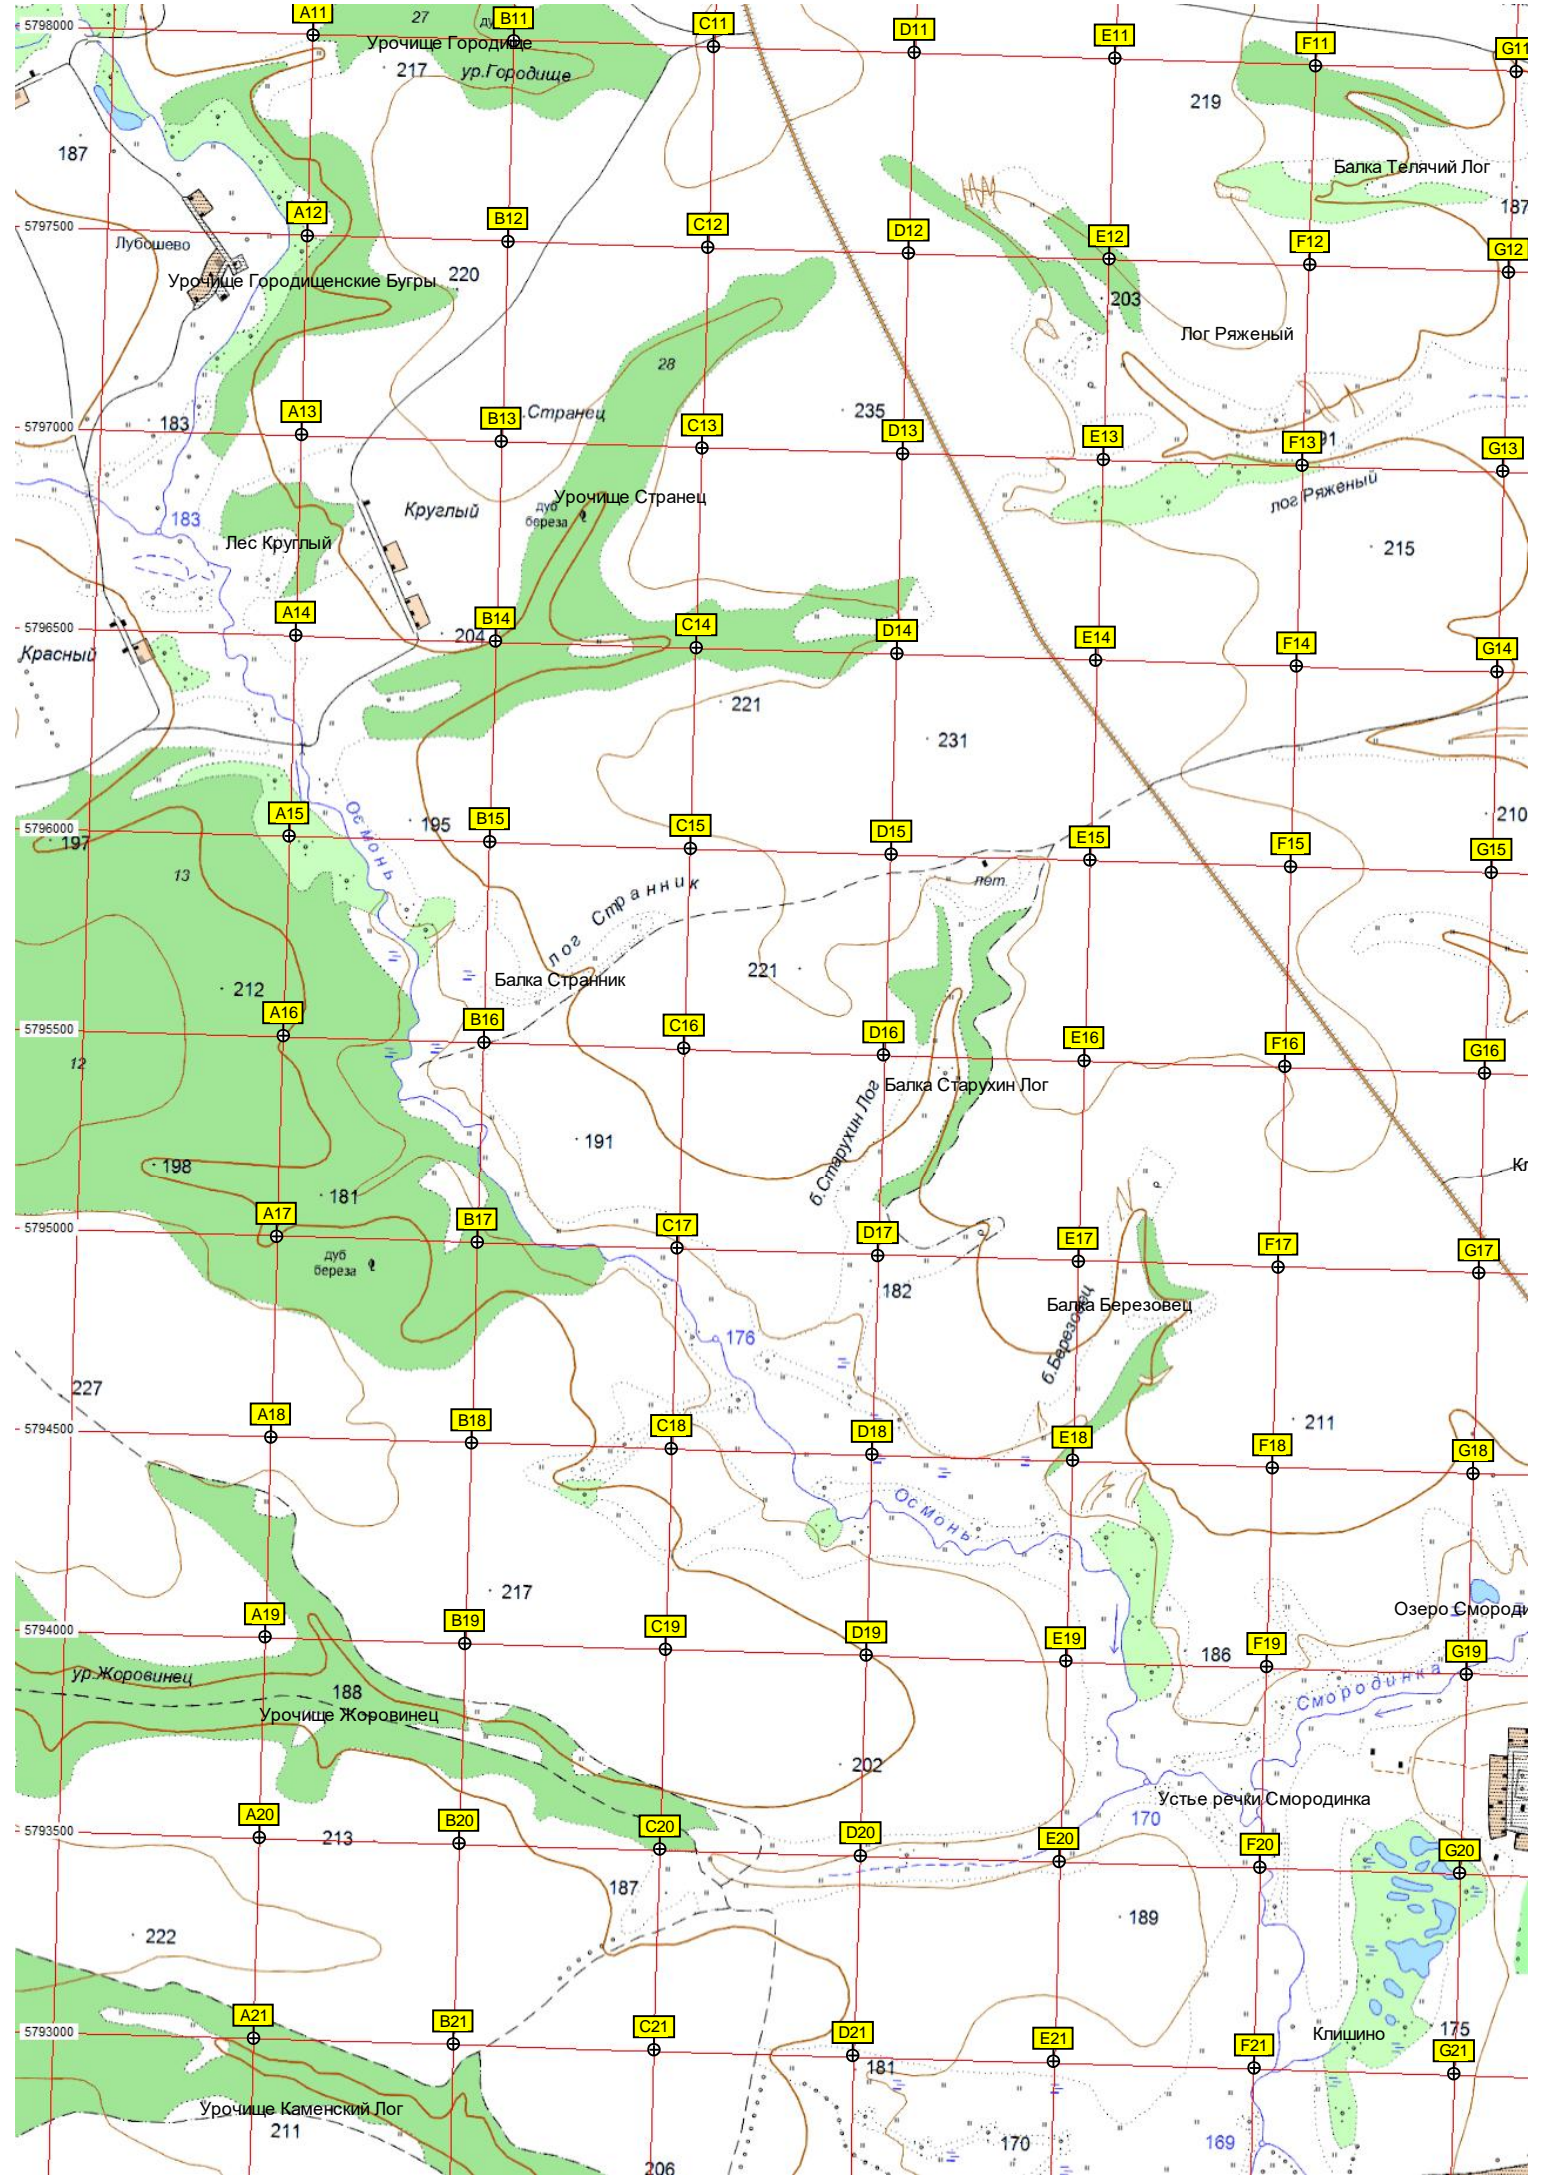 5798000
A11
27
B11
C11
D11
E11
F11
G11
Урочище Городище
217
ур.Городище
219
187
Балка Телячий Лог
187
5797500
A12
B12
C12
D12
E12
F12
G12
Лубошево
Урочище Городищенские Бугры
220
203
Лог Ряженый
28
5797000
183
A13
B13
Странец
C13
235
D13
E13
F13
91
G13
лог Ряженый
183
Круглый
дуб
береза
Урочище Странец
Лес Круглый
215
5796500
A14
204
B14
C14
D14
E14
F14
G14
Красный
221
231
5796000
197
A15
Осмонь
195
B15
C15
D15
E15
F15
210
G15
13
лет.
лог Странник
212
Балка Странник
221
5795500
A16
B16
C16
D16
E16
F16
G16
12
Балка Старухин Лог
б.Старухин Лог
191
198
181
5795000
A17
B17
C17
D17
E17
F17
G17
дуб
береза
182
Балка Березовец
б.Березовец
176
227
5794500
A18
B18
C18
D18
E18
F18
211
G18
Осмонь
217
5794000
A19
B19
C19
D19
E19
186
F19
G19
Озеро Смороди
ур.Жоровинец
188
Урочище Жоровинец
Смородинка
202
Устье речки Смородинка
170
5793500
A20
213
B20
C20
D20
E20
F20
G20
187
189
222
5793000
A21
B21
C21
D21
181
E21
F21
Клишино
175
G21
Урочище Каменский Лог
211
206
170
169